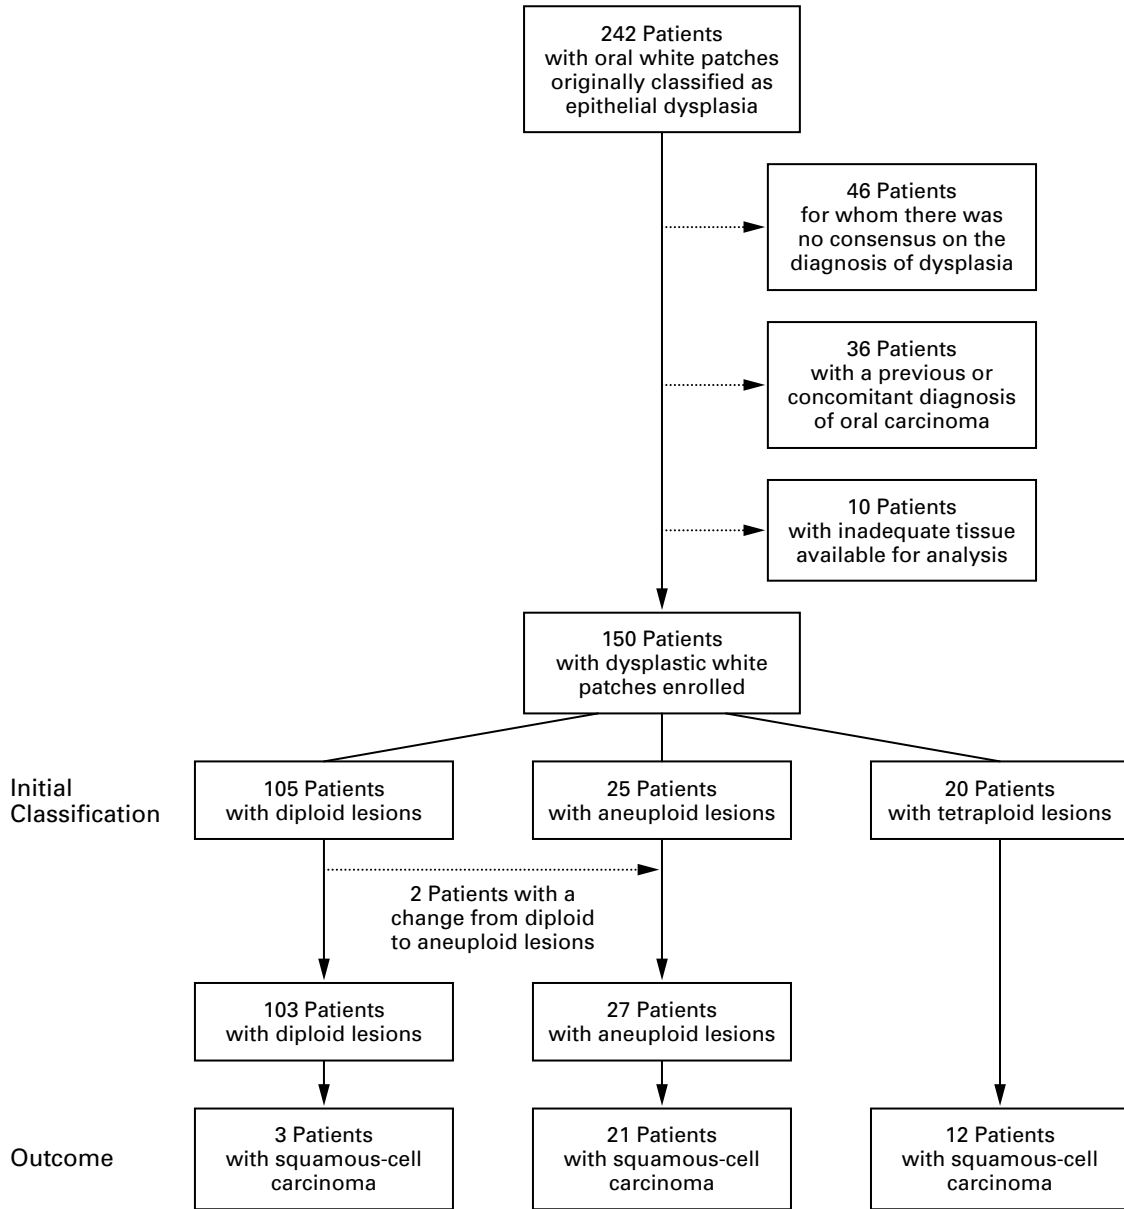 242 Patients
with oral white patches
originally classified as
epithelial dysplasia
46 Patients
for whom there was
no consensus on the
diagnosis of dysplasia
36 Patients
with a previous or
concomitant diagnosis
of oral carcinoma
10 Patients
with inadequate tissue
available for analysis
150 Patients
with dysplastic white
patches enrolled
Initial
Classification
105 Patients
with diploid lesions
25 Patients
with aneuploid lesions
20 Patients
with tetraploid lesions
2 Patients with a
change from diploid
to aneuploid lesions
103 Patients
with diploid lesions
27 Patients
with aneuploid lesions
Outcome
3 Patients
with squamous-cell
carcinoma
21 Patients
with squamous-cell
carcinoma
12 Patients
with squamous-cell
carcinoma